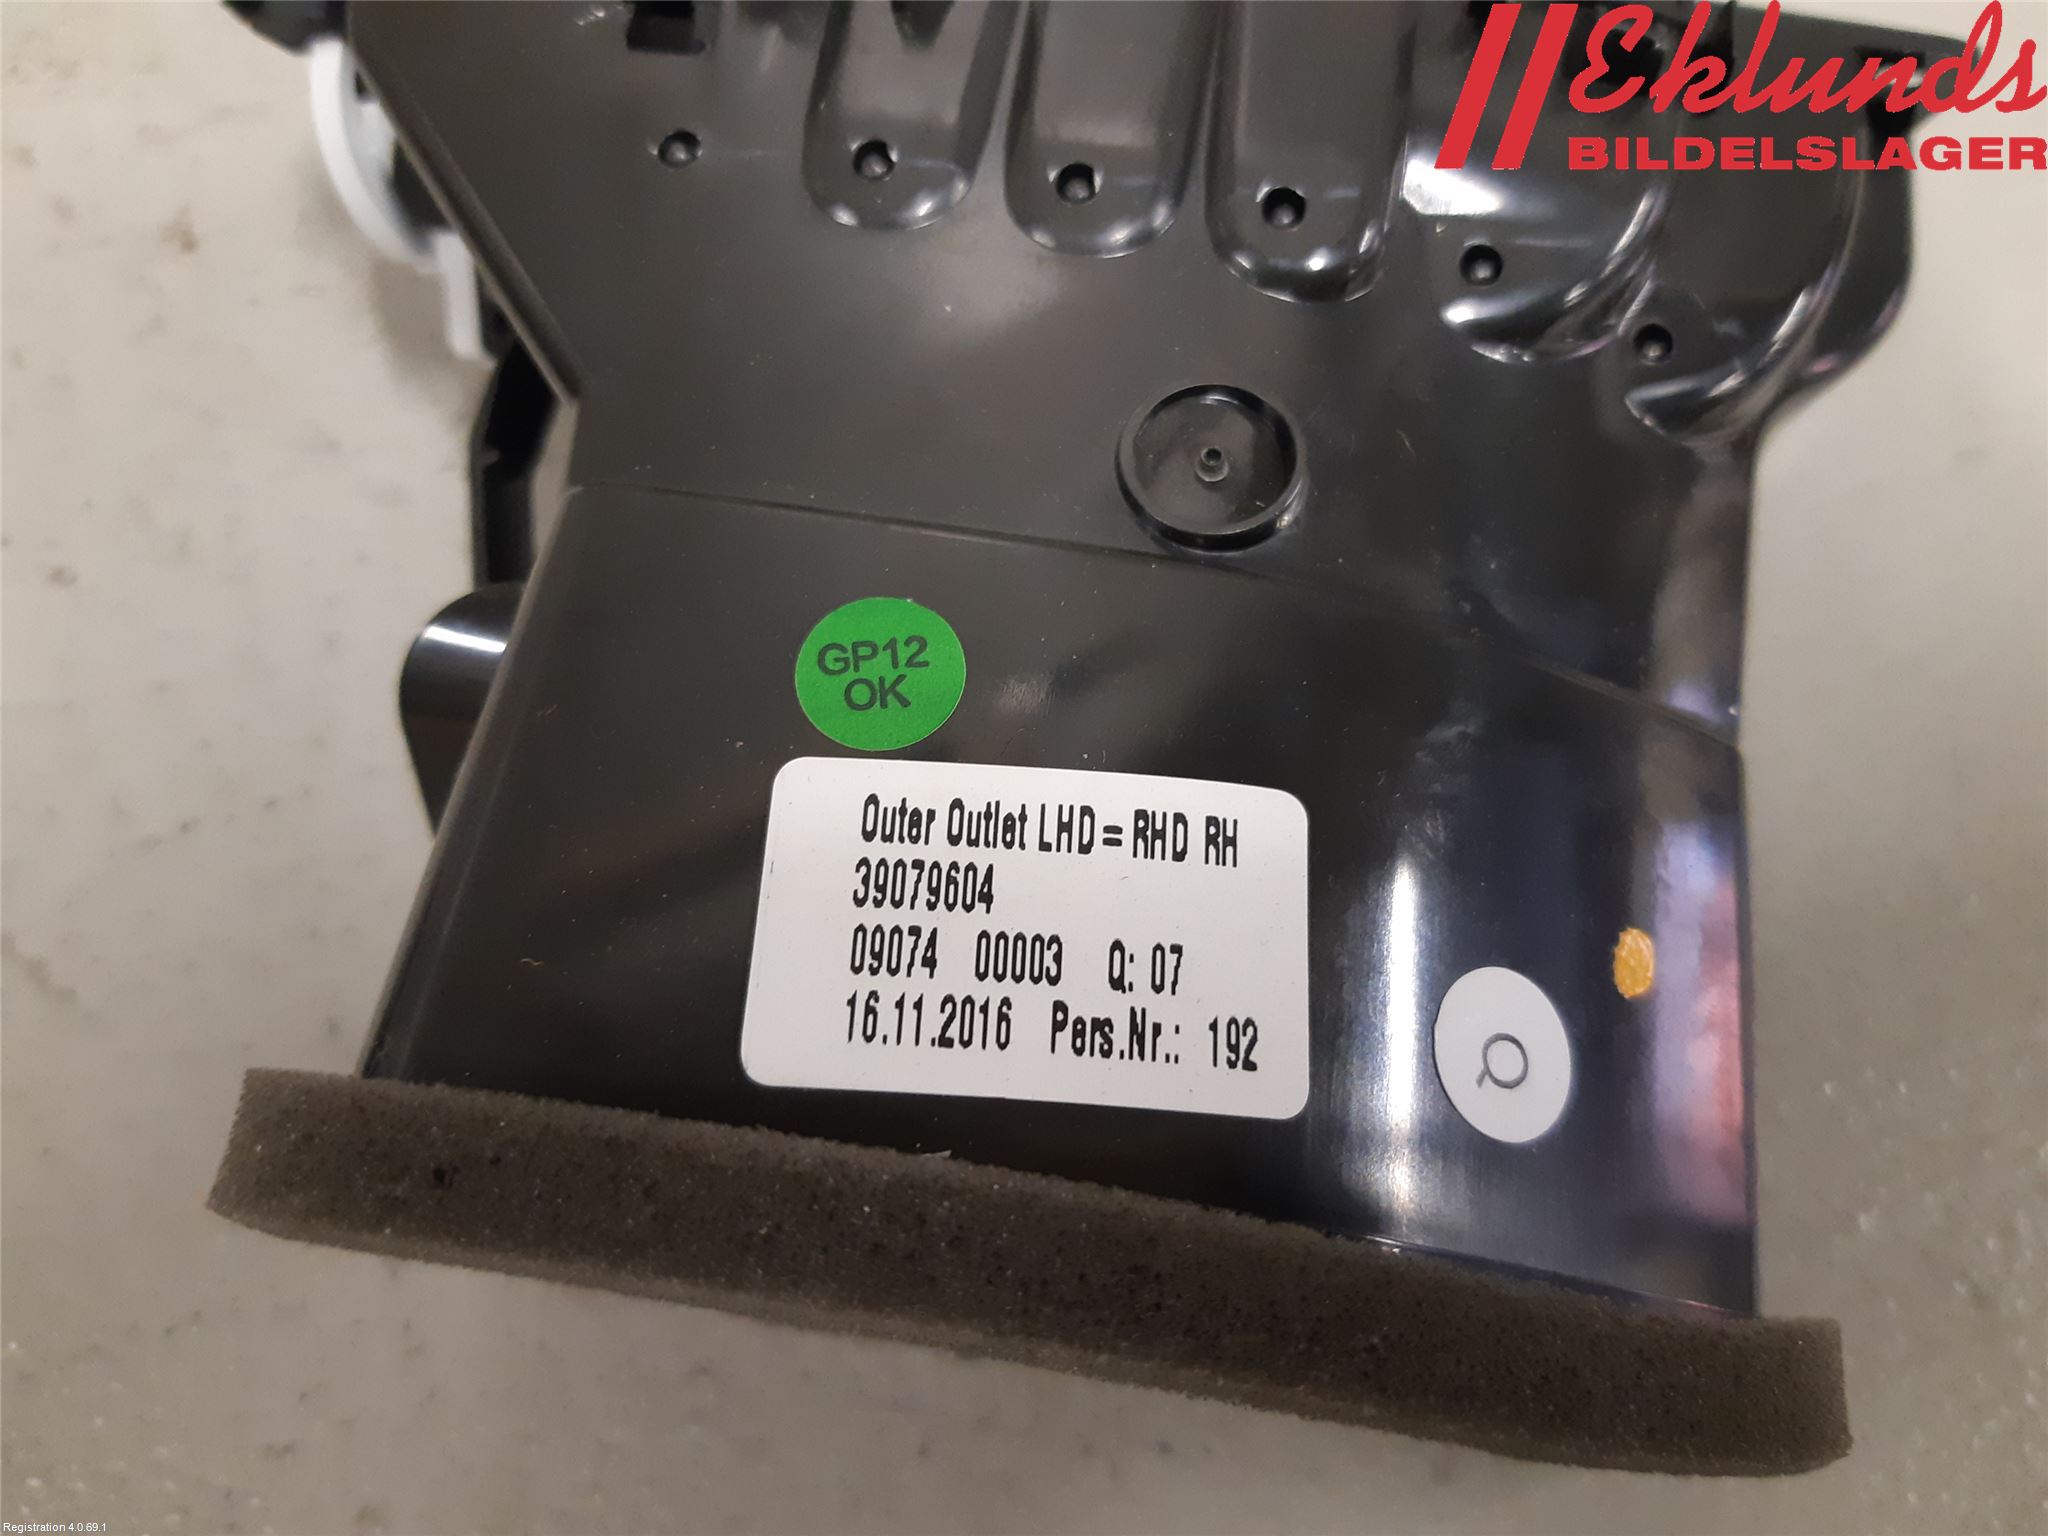 Eklunds
BILDELSLAGER
GP12
OK
Outer Outlet LHD = RHD RH
39079604
09074 00003 Q: 07
16.11.2016 Pers.Nr.: 192
Q
Registration 4.0.69.1